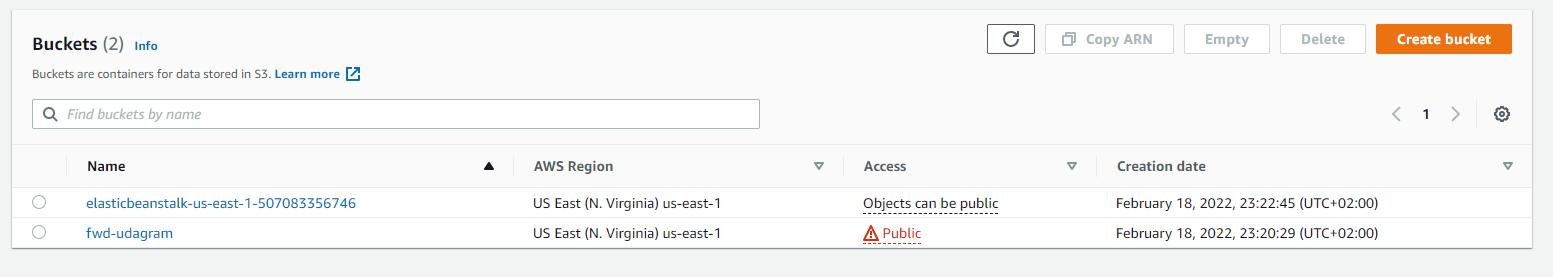 Buckets (2) Info
Copy ARN Empty Delete Create bucket
Buckets are containers for data stored in S3. Learn more
Find buckets by name
1
Name AWS Region Access Creation date
elasticbeanstalk-us-east-1-507083356746 US East (N. Virginia) us-east-1 Objects can be public February 18, 2022, 23:22:45 (UTC+02:00)
fwd-udagram US East (N. Virginia) us-east-1 Public February 18, 2022, 23:20:29 (UTC+02:00)